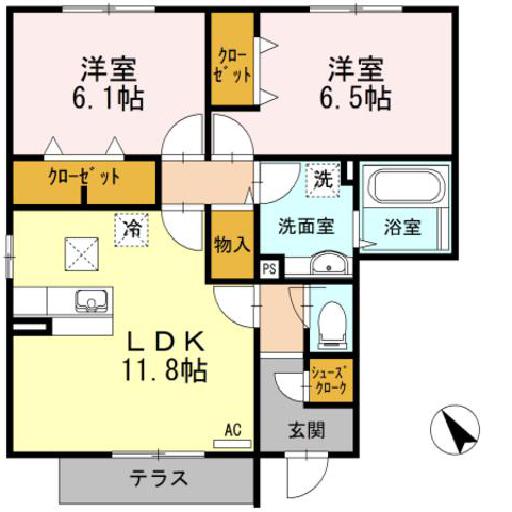 洋室
6.1帖
クロー
ゼット
洋室
6.5帖
クローゼット
洗
冷
物入
洗面室
浴室
PS
LDK
11.8帖
シューズ
クローク
AC
玄関
テラス